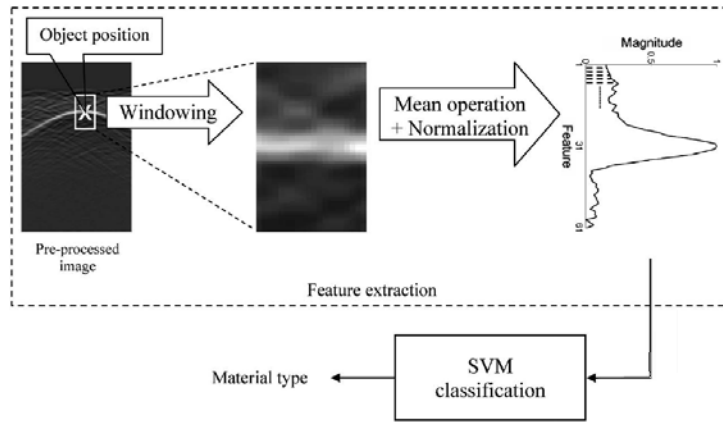 Object position
Windowing
Mean operation
+ Normalization
Magnitude
0
0.5
1
1
31
61
Feature
Pre-processed
image
Feature extraction
SVM
classification
Material type